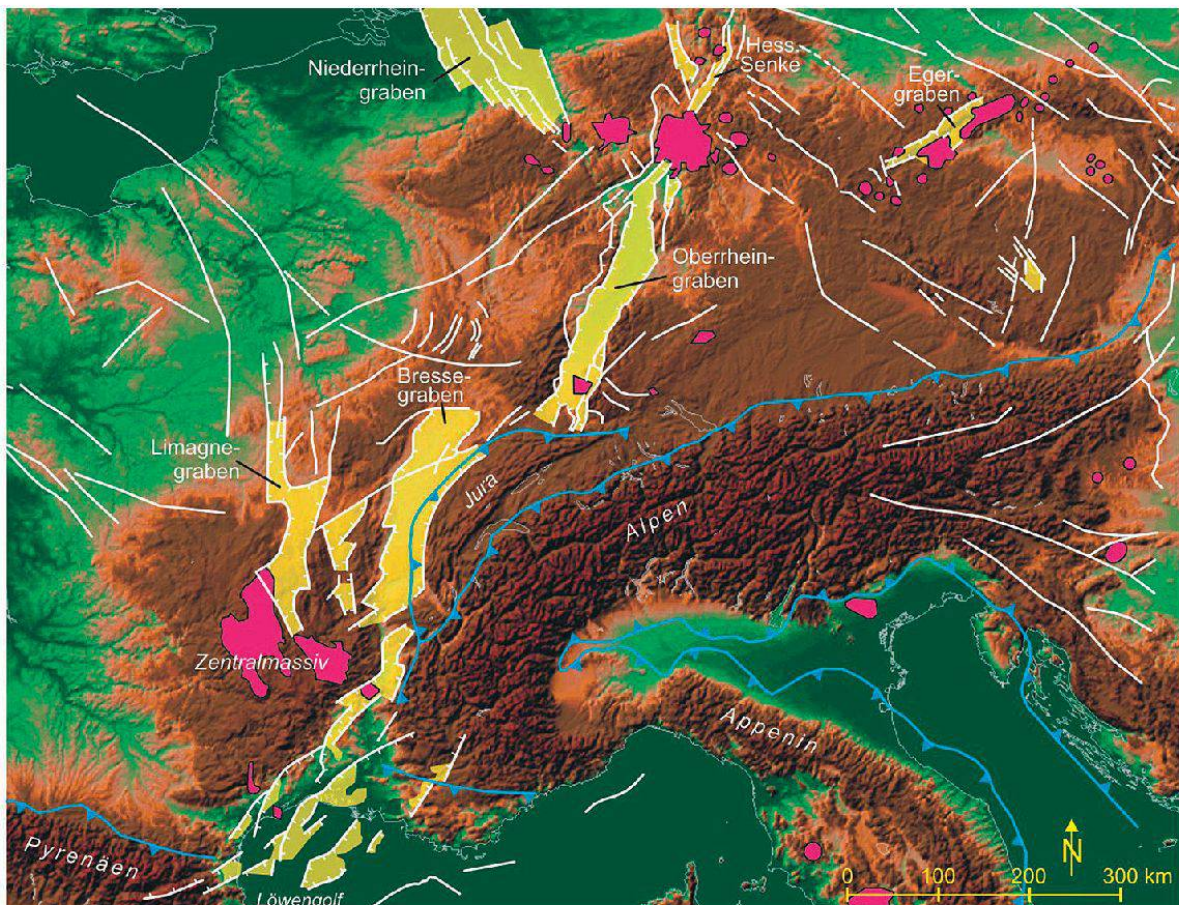 Niederrhein-
graben
Hess.
Senke
Eger-
graben
Oberrhein-
graben
Bresse-
graben
Limagne-
graben
Jura
Alpen
Zentralmassiv
Appenin
Pyrenäen
Löwengolf
N
0 100 200 300 km